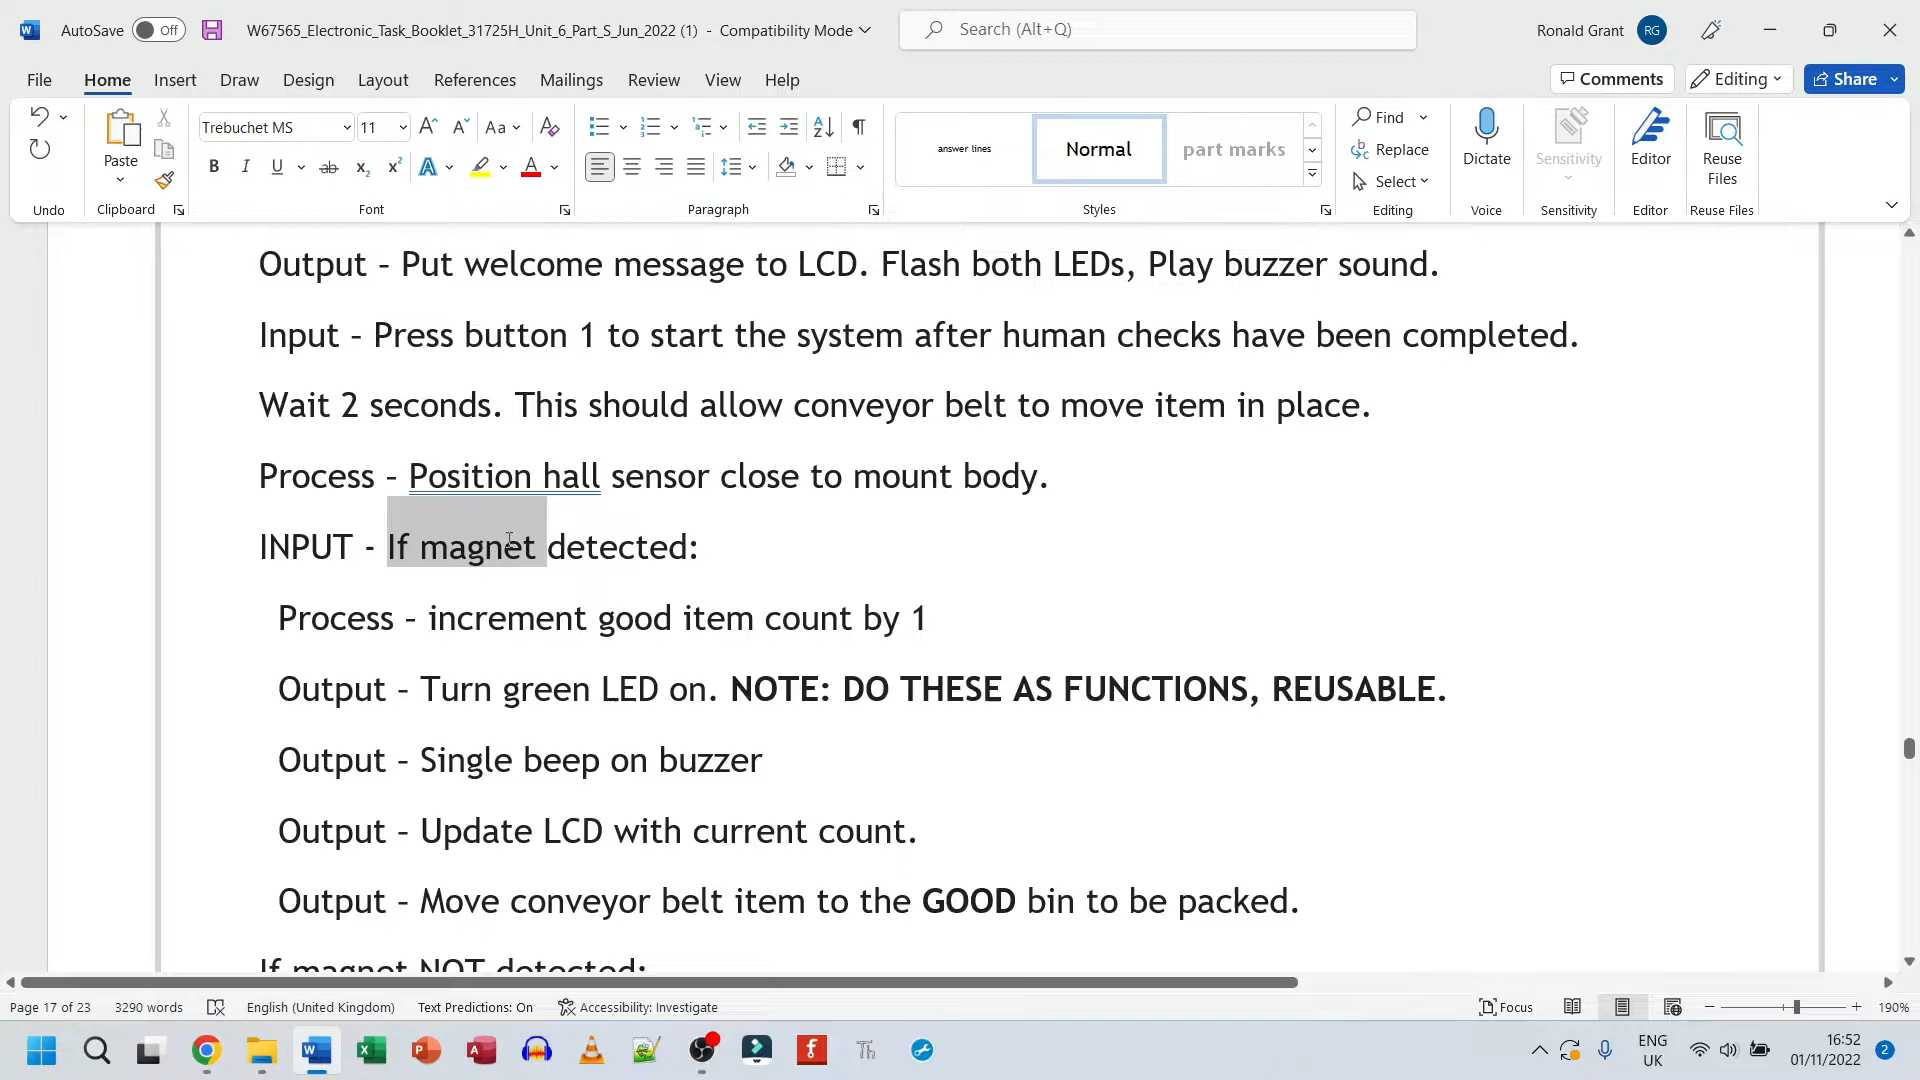 AutoSave Off W67565_Electronic_Task_Booklet_31725H_Unit_6_Part_S_Jun_2022 (1) - Compatibility Mode Search (Alt+Q) Ronald Grant RG
File Home Insert Draw Design Layout References Mailings Review View Help Comments Editing Share
Trebuchet MS 11 Aa answer lines Normal part marks Find
Paste Replace Dictate Sensitivity Editor Reuse Files
B I U ab x₂ x² A A Select
Undo Clipboard Font Paragraph Styles Editing Voice Sensitivity Editor Reuse Files
Output – Put welcome message to LCD. Flash both LEDs, Play buzzer sound.
Input – Press button 1 to start the system after human checks have been completed.
Wait 2 seconds. This should allow conveyor belt to move item in place.
Process – Position hall sensor close to mount body.
INPUT - If magnet detected:
Process – increment good item count by 1
Output – Turn green LED on. NOTE: DO THESE AS FUNCTIONS, REUSABLE.
Output – Single beep on buzzer
Output – Update LCD with current count.
Output – Move conveyor belt item to the GOOD bin to be packed.
If magnet NOT detected:
Page 17 of 23 3290 words English (United Kingdom) Text Predictions: On Accessibility: Investigate Focus 190%
ENG UK 16:52 01/11/2022 2